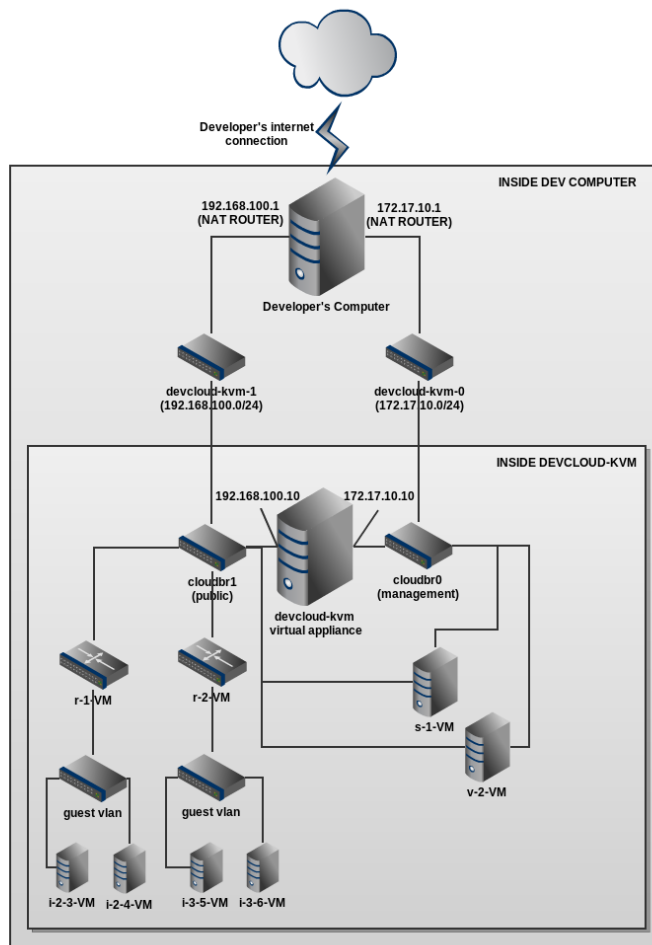 Developer's internet
connection
INSIDE DEV COMPUTER
192.168.100.1
(NAT ROUTER)
172.17.10.1
(NAT ROUTER)
Developer's Computer
devcloud-kvm-1
(192.168.100.0/24)
devcloud-kvm-0
(172.17.10.0/24)
INSIDE DEVCLOUD-KVM
192.168.100.10
172.17.10.10
cloudbr1
(public)
cloudbr0
(management)
devcloud-kvm
virtual appliance
r-1-VM
r-2-VM
s-1-VM
v-2-VM
guest vlan
guest vlan
i-2-3-VM
i-2-4-VM
i-3-5-VM
i-3-6-VM